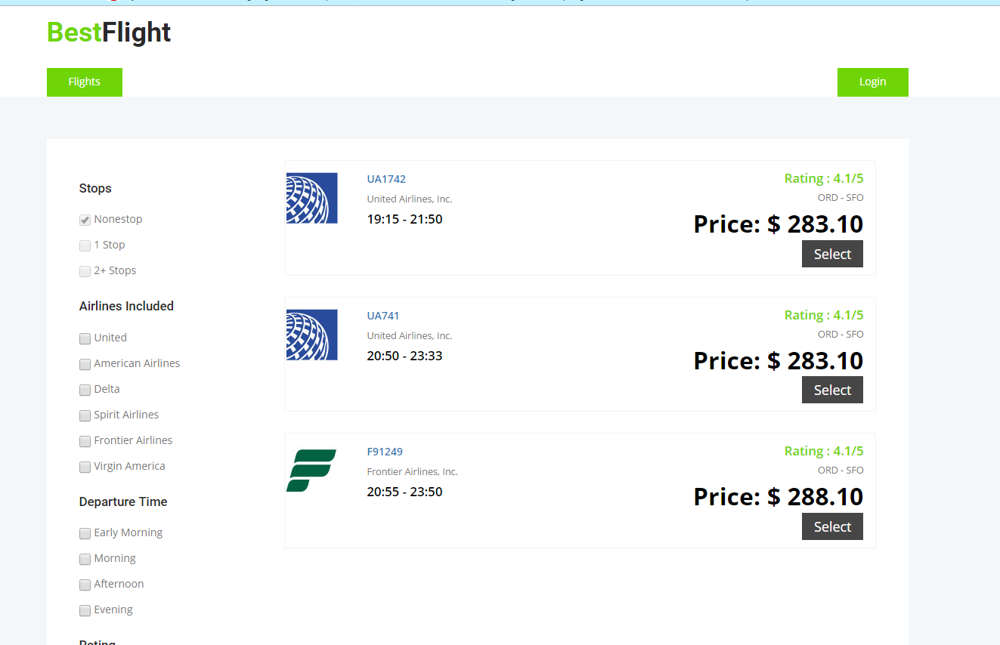 BestFlight
Flights
Login
Stops
Nonestop
1 Stop
2+ Stops
Airlines Included
United
American Airlines
Delta
Spirit Airlines
Frontier Airlines
Virgin America
Departure Time
Early Morning
Morning
Afternoon
Evening
Rating
UA1742
United Airlines, Inc.
19:15 - 21:50
Rating : 4.1/5
ORD - SFO
Price: $ 283.10
Select
UA741
United Airlines, Inc.
20:50 - 23:33
Rating : 4.1/5
ORD - SFO
Price: $ 283.10
Select
F91249
Frontier Airlines, Inc.
20:55 - 23:50
Rating : 4.1/5
ORD - SFO
Price: $ 288.10
Select